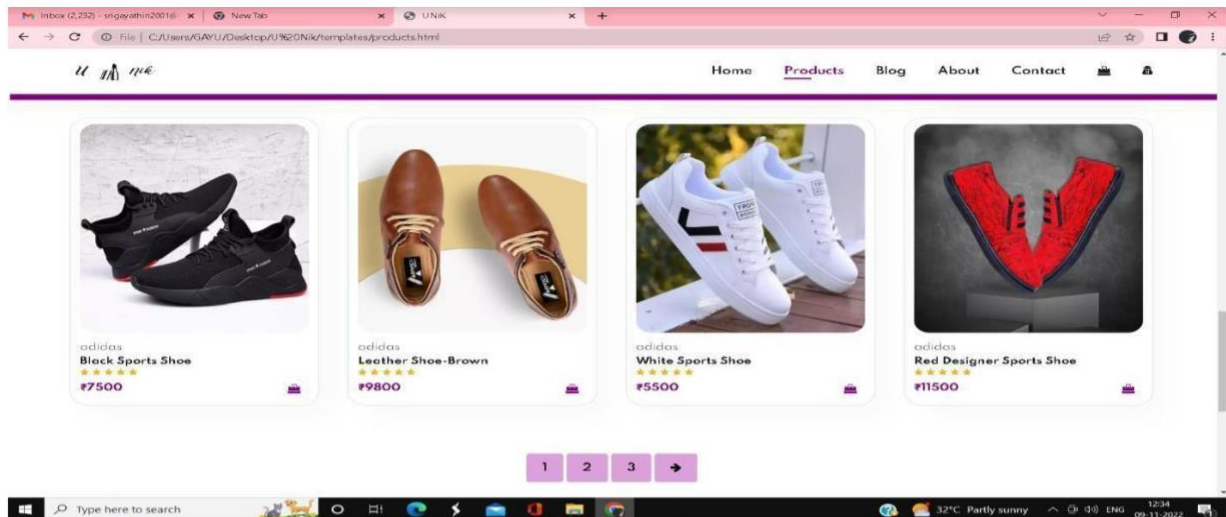 Inbox (2,232) - srigayathiri2001@
New Tab
UNiK
File | C:/Users/GAYU/Desktop/U%20Nik/templates/products.html
U nik
Home Products Blog About Contact
adidas
Black Sports Shoe
₹7500
adidas
Leather Shoe-Brown
₹9800
adidas
White Sports Shoe
₹5500
adidas
Red Designer Sports Shoe
₹11500
1 2 3 →
Type here to search
32°C Partly sunny
ENG
12:34
09-11-2022